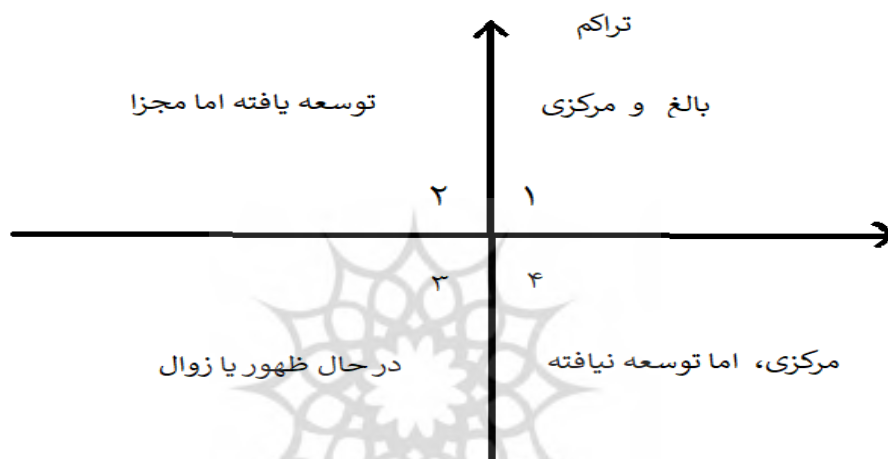 تراکم
بالغ و مرکزی
توسعه یافته اما مجزا
۱
۲
۳
۴
مرکزی، اما توسعه نیافته
در حال ظهور یا زوال